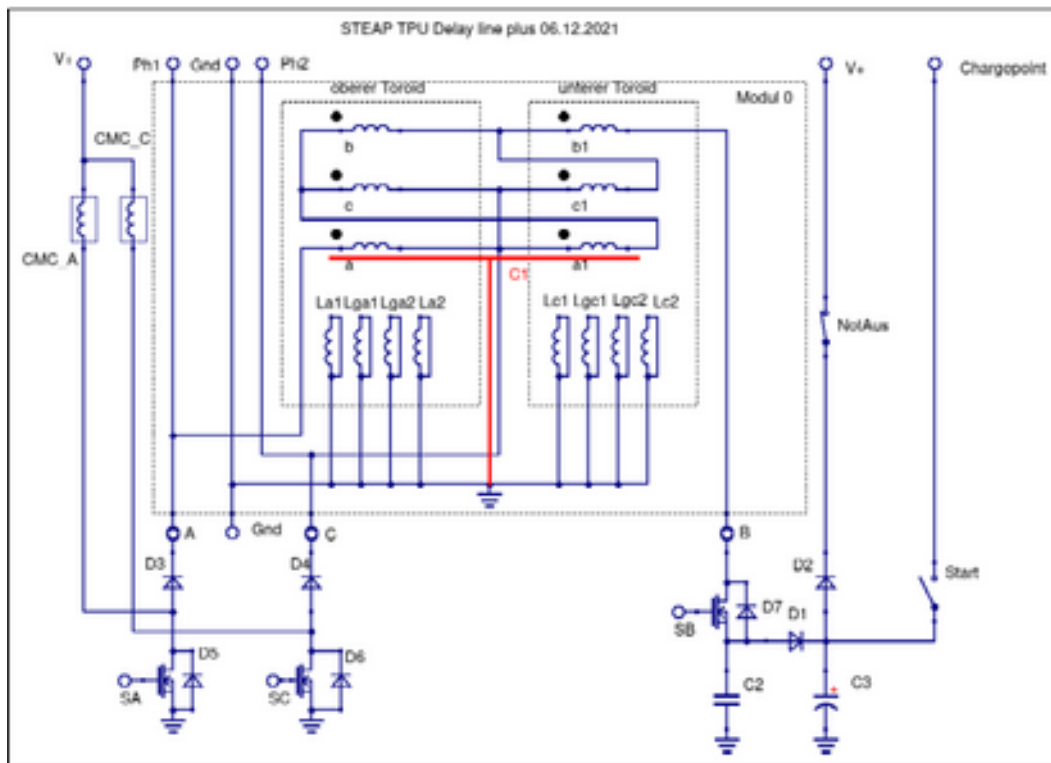 STEAP TPU Delay line plus 06.12.2021
V+ Ph1 Gnd Ph2 V+ Chargepoint
oberer Toroid unterer Toroid Modul 0
CMC_C b b1
c c1
CMC_A a C1 a1
La1 Lga1 Lga2 La2 Lc1 Lgc1 Lgc2 Lc2
NotAus
A Gnd C B
D3 D4 D2 Start
SB D7 D1
D5 D6
SA SC C2 + C3